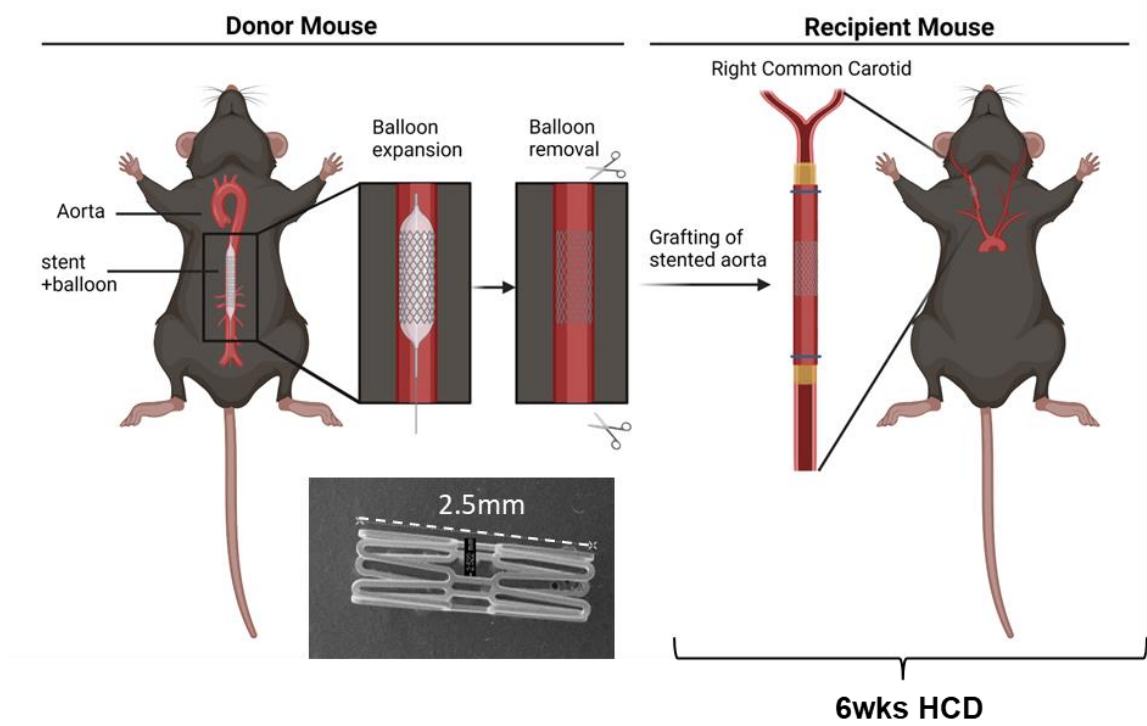 Donor Mouse
Recipient Mouse
Right Common Carotid
Balloon
expansion
Balloon
removal
Aorta
stent
+balloon
Grafting of
stented aorta
2.5mm
6wks HCD